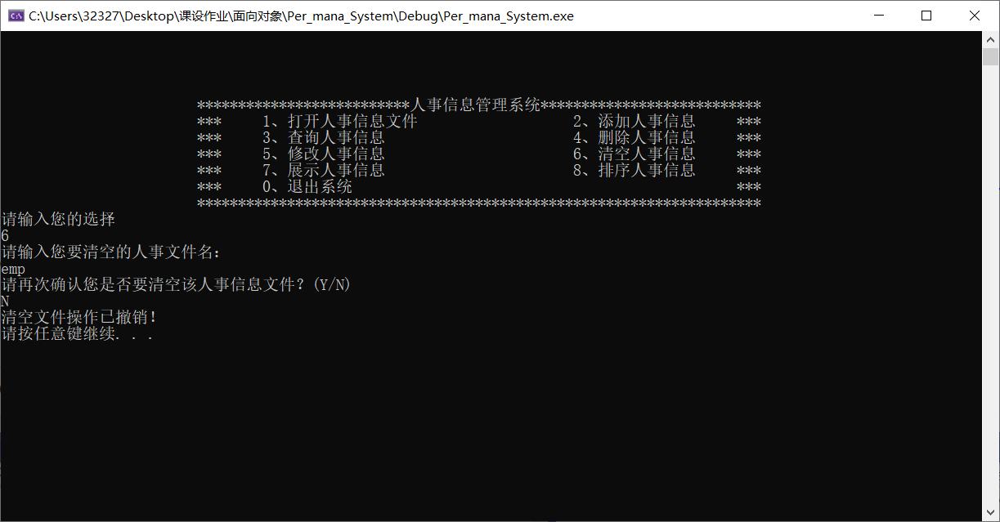 C:\Users\32327\Desktop\课设作业\面向对象\Per_mana_System\Debug\Per_mana_System.exe
**************************人事信息管理系统***************************
*** 1、打开人事信息文件 2、添加人事信息 ***
*** 3、查询人事信息 4、删除人事信息 ***
*** 5、修改人事信息 6、清空人事信息 ***
*** 7、展示人事信息 8、排序人事信息 ***
*** 0、退出系统 ***
*********************************************************************
请输入您的选择
6
请输入您要清空的人事文件名：
emp
请再次确认您是否要清空该人事信息文件？(Y/N)
N
清空文件操作已撤销！
请按任意键继续. . .